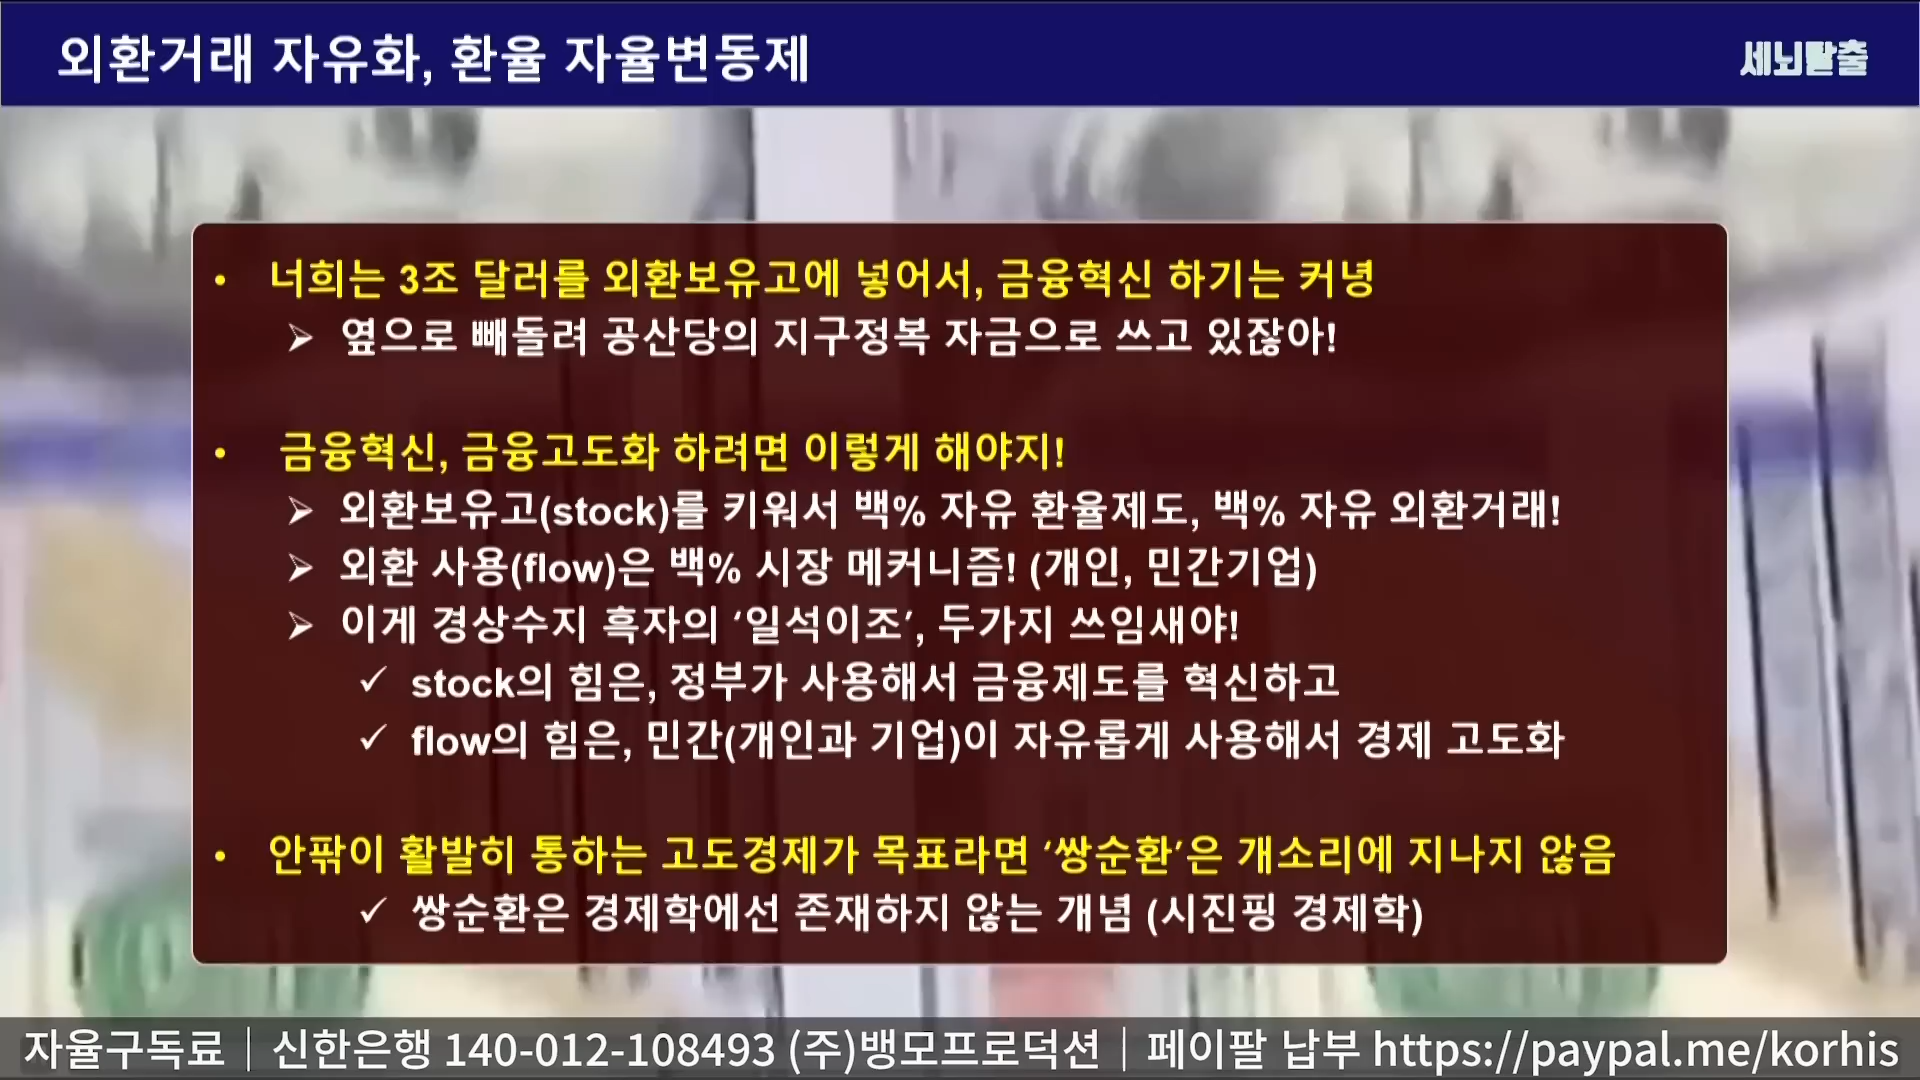 외환거래 자유화, 환율 자율변동제
세뇌탈출
• 너희는 3조 달러를 외환보유고에 넣어서, 금융혁신 하기는 커녕
➢ 옆으로 빼돌려 공산당의 지구정복 자금으로 쓰고 있잖아!
• 금융혁신, 금융고도화 하려면 이렇게 해야지!
➢ 외환보유고(stock)를 키워서 백% 자유 환율제도, 백% 자유 외환거래!
➢ 외환 사용(flow)은 백% 시장 메커니즘! (개인, 민간기업)
➢ 이게 경상수지 흑자의 ‘일석이조’, 두가지 쓰임새야!
✓ stock의 힘은, 정부가 사용해서 금융제도를 혁신하고
✓ flow의 힘은, 민간(개인과 기업)이 자유롭게 사용해서 경제 고도화
• 안팎이 활발히 통하는 고도경제가 목표라면 ‘쌍순환’은 개소리에 지나지 않음
✓ 쌍순환은 경제학에선 존재하지 않는 개념 (시진핑 경제학)
자율구독료｜신한은행 140-012-108493 (주)뱅모프로덕션｜페이팔 납부 https://paypal.me/korhis